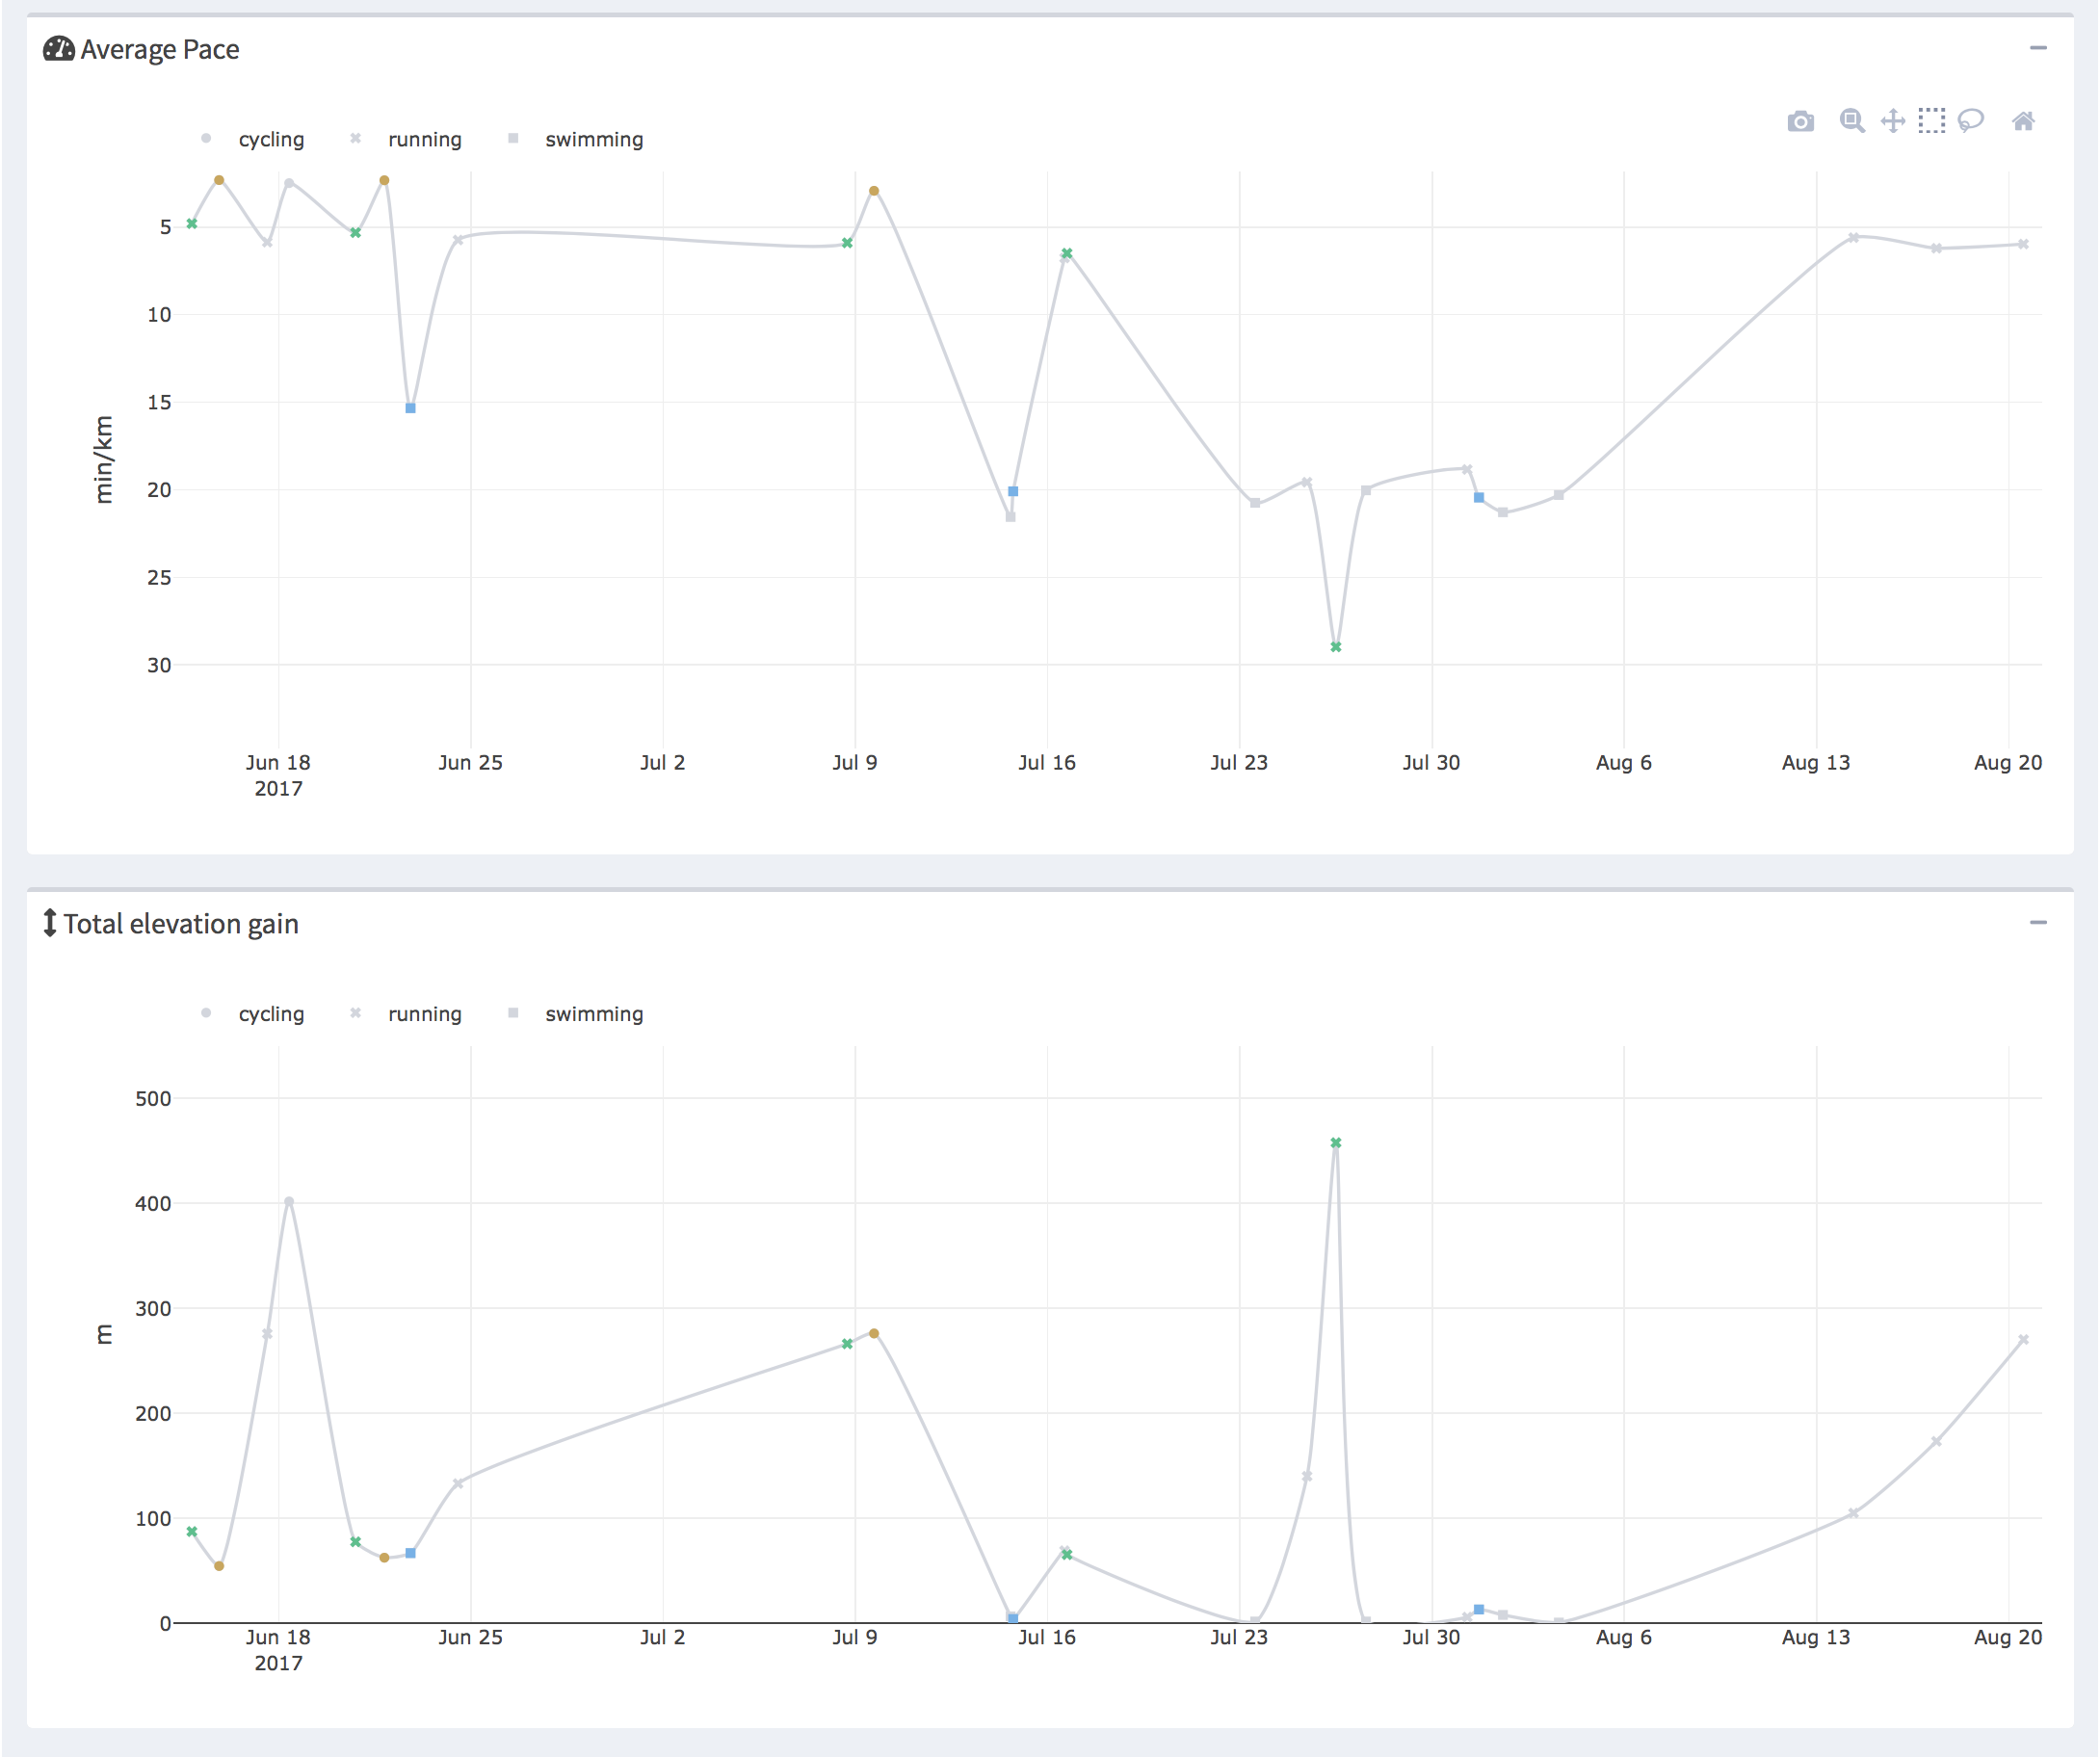 Average Pace
cycling running swimming
5
10
15
20
25
30
min/km
Jun 18 Jun 25 Jul 2 Jul 9 Jul 16 Jul 23 Jul 30 Aug 6 Aug 13 Aug 20
2017
Total elevation gain
cycling running swimming
500
400
300
200
100
0
m
Jun 18 Jun 25 Jul 2 Jul 9 Jul 16 Jul 23 Jul 30 Aug 6 Aug 13 Aug 20
2017